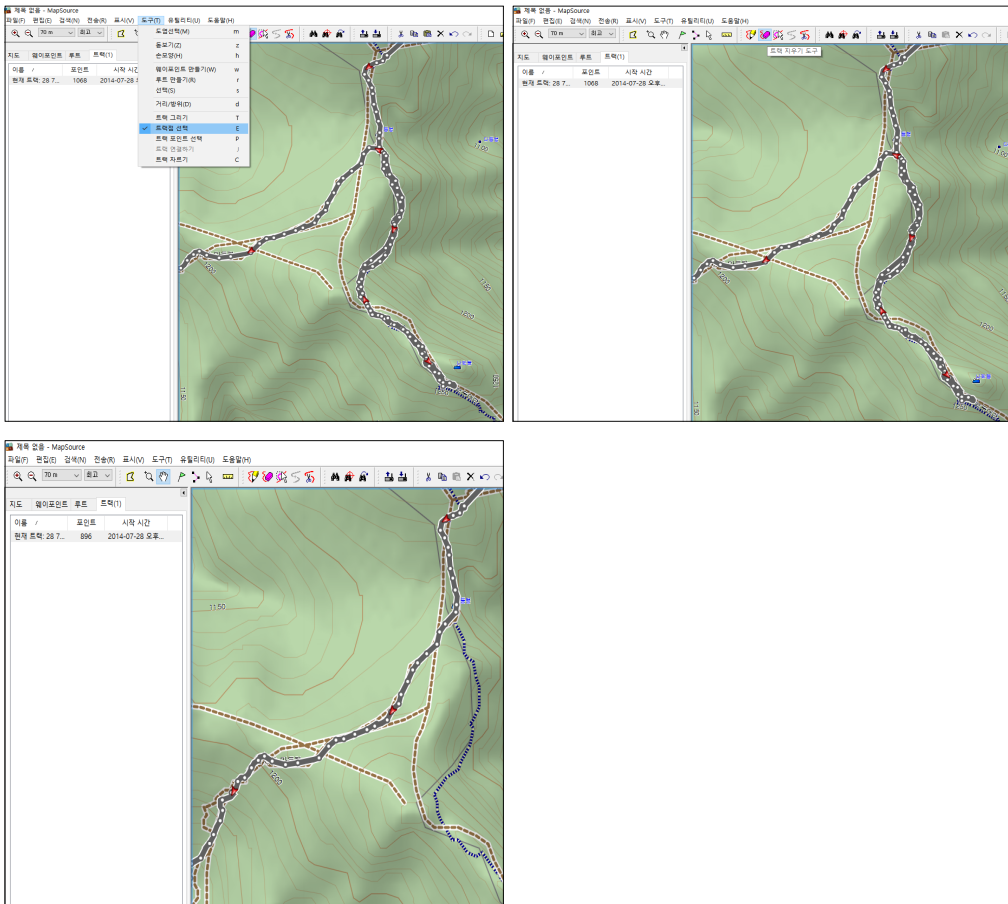 제목 없음 - MapSource
파일(F) 편집(E) 검색(N) 전송(R) 표시(V) 도구(T) 유틸리티(U) 도움말(H)
70 m 최고
지도 웨이포인트 루트 트랙(1)
이름 / 포인트 시작 시간
현재 트랙: 28 7... 1068 2014-07-28 오
도엽선택(M) m
돋보기(Z) z
손모양(H) h
웨이포인트 만들기(W) w
루트 만들기(R) r
선택(S) s
거리/방위(D) d
트랙 그리기 T
트랙점 선택 E
트랙 포인트 선택 P
트랙 연결하기 /
트랙 자르기 C
1100
1200
1150
1200
1150
제목 없음 - MapSource
파일(F) 편집(E) 검색(N) 전송(R) 표시(V) 도구(T) 유틸리티(U) 도움말(H)
70 m 최고
트랙 지우기 도구
지도 웨이포인트 루트 트랙(1)
이름 / 포인트 시작 시간
현재 트랙: 28 7... 1068 2014-07-28 오후...
1100
1200
1200
1150
제목 없음 - MapSource
파일(F) 편집(E) 검색(N) 전송(R) 표시(V) 도구(T) 유틸리티(U) 도움말(H)
70 m 최고
지도 웨이포인트 루트 트랙(1)
이름 / 포인트 시작 시간
현재 트랙: 28 7... 896 2014-07-28 오후...
1150
1200